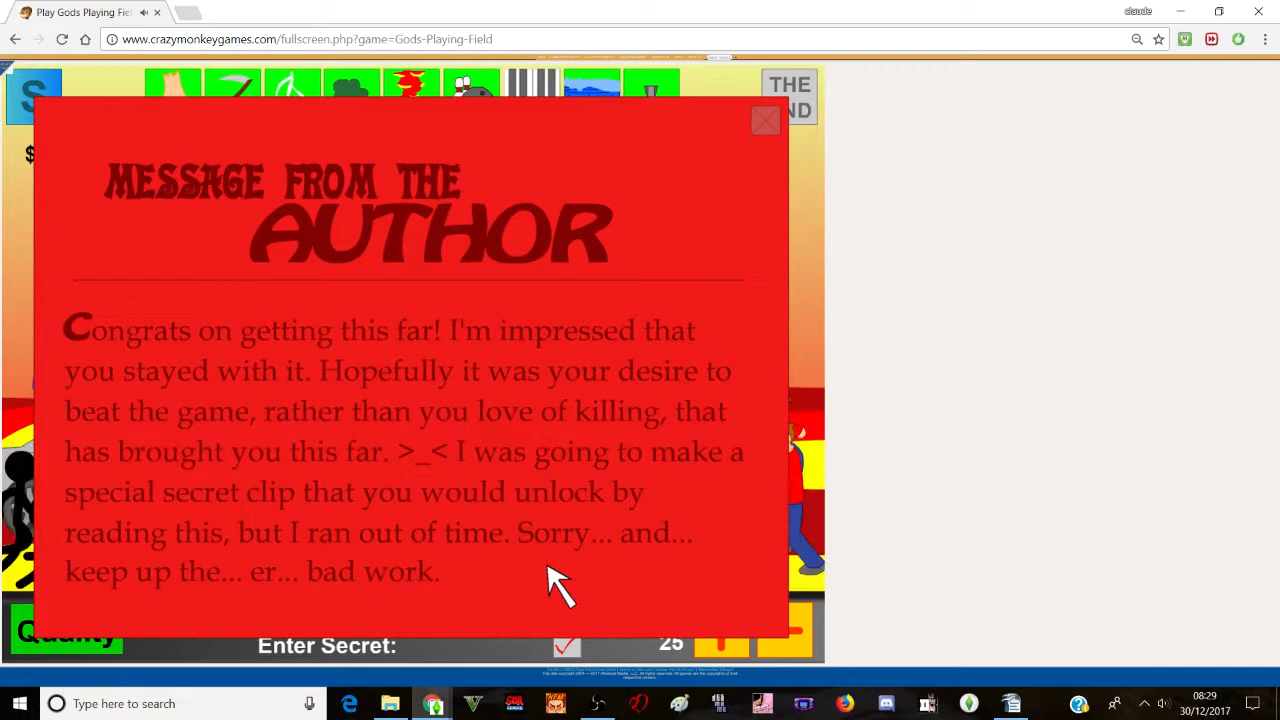 Play Gods Playing Fiel
claude
www.crazymonkeygames.com/fullscreen.php?game=Gods-Playing-Field
S
THE
ND
$
MESSAGE FROM THE
AUTHOR
Congrats on getting this far! I'm impressed that
you stayed with it. Hopefully it was your desire to
beat the game, rather than you love of killing, that
has brought you this far. >_< I was going to make a
special secret clip that you would unlock by
reading this, but I ran out of time. Sorry... and...
keep up the... er... bad work.
Quality
Enter Secret:
25
Type here to search
08:29
30/12/2017